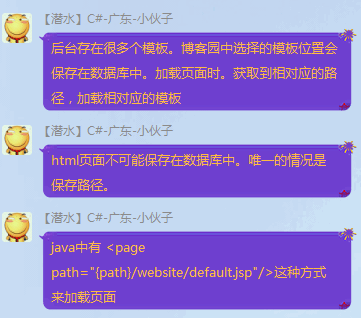 【潜水】C#-广东-小伙子
后台存在很多个模板。博客园中选择的模板位置会
保存在数据库中。加载页面时。获取到相对应的路
径，加载相对应的模板
【潜水】C#-广东-小伙子
html页面不可能保存在数据库中。唯一的情况是
保存路径。
【潜水】C#-广东-小伙子
java中有 <page
path="{path}/website/default.jsp"/>这种方式
来加载页面